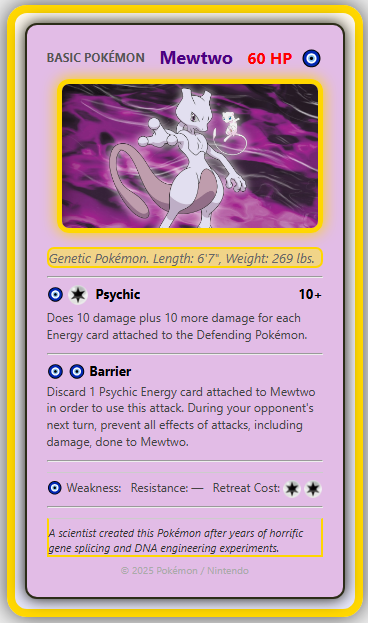 BASIC POKÉMON Mewtwo 60 HP
Genetic Pokémon. Length: 6'7", Weight: 269 lbs.
Psychic 10+
Does 10 damage plus 10 more damage for each
Energy card attached to the Defending Pokémon.
Barrier
Discard 1 Psychic Energy card attached to Mewtwo
in order to use this attack. During your opponent's
next turn, prevent all effects of attacks, including
damage, done to Mewtwo.
Weakness: Resistance: — Retreat Cost:
A scientist created this Pokémon after years of horrific
gene splicing and DNA engineering experiments.
© 2025 Pokémon / Nintendo